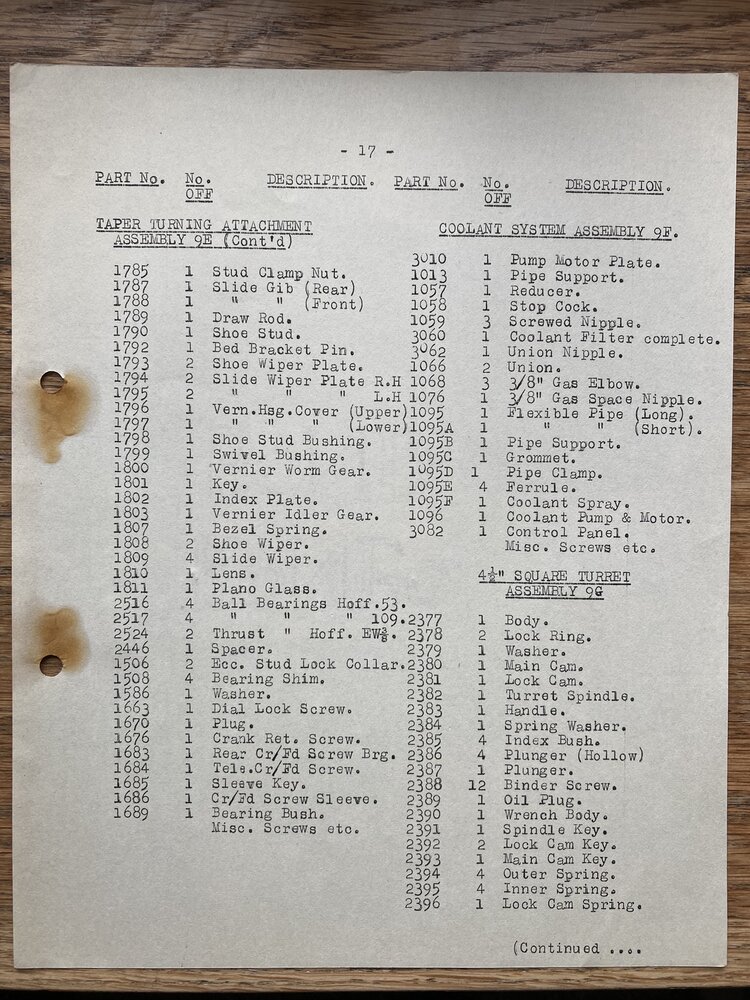 - 17 -
PART No. No. OFF DESCRIPTION.
TAPER TURNING ATTACHMENT
ASSEMBLY 9E (Cont'd)
1785 1 Stud Clamp Nut.
1787 1 Slide Gib (Rear)
1788 1 " " (Front)
1789 1 Draw Rod.
1790 1 Shoe Stud.
1792 1 Bed Bracket Pin.
1793 2 Shoe Wiper Plate.
1794 2 Slide Wiper Plate R.H
1795 2 " " " L.H
1796 1 Vern.Hsg.Cover (Upper)
1797 1 " " " (Lower)
1798 1 Shoe Stud Bushing.
1799 1 Swivel Bushing.
1800 1 Vernier Worm Gear.
1801 1 Key.
1802 1 Index Plate.
1803 1 Vernier Idler Gear.
1807 1 Bezel Spring.
1808 2 Shoe Wiper.
1809 4 Slide Wiper.
1810 1 Lens.
1811 1 Plano Glass.
2516 4 Ball Bearings Hoff.53.
2517 4 " " " 109.
2524 2 Thrust " Hoff. EW⅜.
2446 1 Spacer.
1506 2 Ecc. Stud Lock Collar.
1508 4 Bearing Shim.
1586 1 Washer.
1663 1 Dial Lock Screw.
1670 1 Plug.
1676 1 Crank Ret. Screw.
1683 1 Rear Cr/Fd Screw Brg.
1684 1 Tele.Cr/Fd Screw.
1685 1 Sleeve Key.
1686 1 Cr/Fd Screw Sleeve.
1689 1 Bearing Bush.
Misc. Screws etc.
PART No. No. OFF DESCRIPTION.
COOLANT SYSTEM ASSEMBLY 9F.
3010 1 Pump Motor Plate.
1013 1 Pipe Support.
1057 1 Reducer.
1058 1 Stop Cock.
1059 3 Screwed Nipple.
3060 1 Coolant Filter complete.
3062 1 Union Nipple.
1066 2 Union.
1068 3 3/8" Gas Elbow.
1076 1 3/8" Gas Space Nipple.
1095 1 Flexible Pipe (Long).
1095A 1 " " (Short).
1095B 1 Pipe Support.
1095C 1 Grommet.
1095D 1 Pipe Clamp.
1095E 4 Ferrule.
1095F 1 Coolant Spray.
1096 1 Coolant Pump & Motor.
3082 1 Control Panel.
Misc. Screws etc.
4½" SQUARE TURRET
ASSEMBLY 9G
2377 1 Body.
2378 2 Lock Ring.
2379 1 Washer.
2380 1 Main Cam.
2381 1 Lock Cam.
2382 1 Turret Spindle.
2383 1 Handle.
2384 1 Spring Washer.
2385 4 Index Bush.
2386 4 Plunger (Hollow)
2387 1 Plunger.
2388 12 Binder Screw.
2389 1 Oil Plug.
2390 1 Wrench Body.
2391 1 Spindle Key.
2392 2 Lock Cam Key.
2393 1 Main Cam Key.
2394 4 Outer Spring.
2395 4 Inner Spring.
2396 1 Lock Cam Spring.
(Continued ....